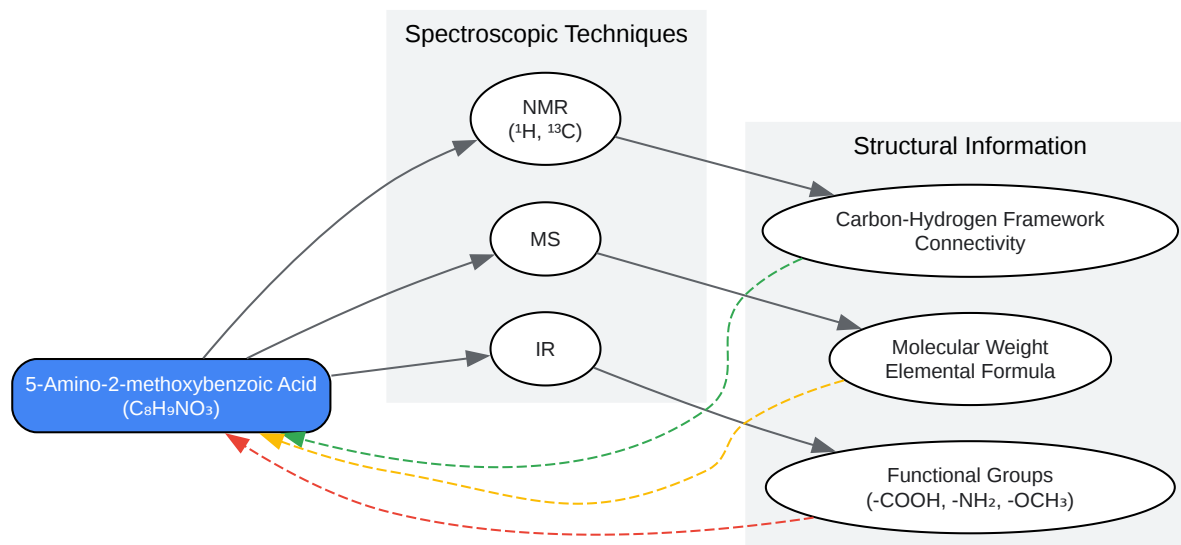 Spectroscopic Techniques
NMR
(¹H, ¹³C)
MS
IR
5-Amino-2-methoxybenzoic Acid
(C₈H₉NO₃)
Structural Information
Carbon-Hydrogen Framework
Connectivity
Molecular Weight
Elemental Formula
Functional Groups
(-COOH, -NH₂, -OCH₃)